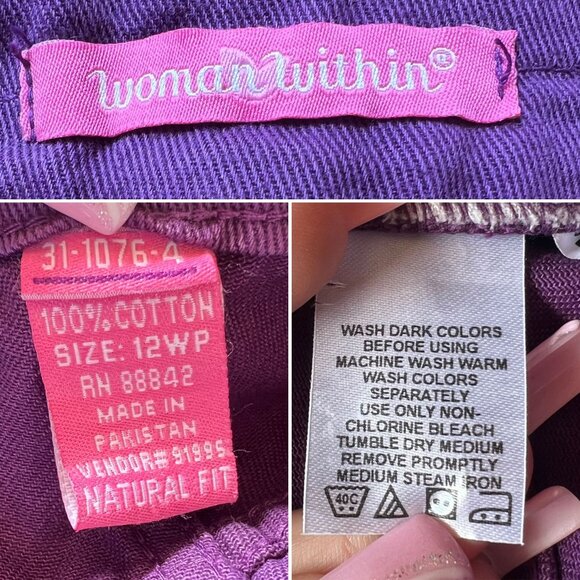 woman within®
31-1076-4
100% COTTON
SIZE: 12WP
RN 88842
MADE IN
PAKISTAN
VENDOR# 91995
NATURAL FIT
WASH DARK COLORS
BEFORE USING
MACHINE WASH WARM
WASH COLORS
SEPARATELY
USE ONLY NON-
CHLORINE BLEACH
TUMBLE DRY MEDIUM
REMOVE PROMPTLY
MEDIUM STEAM IRON
40C